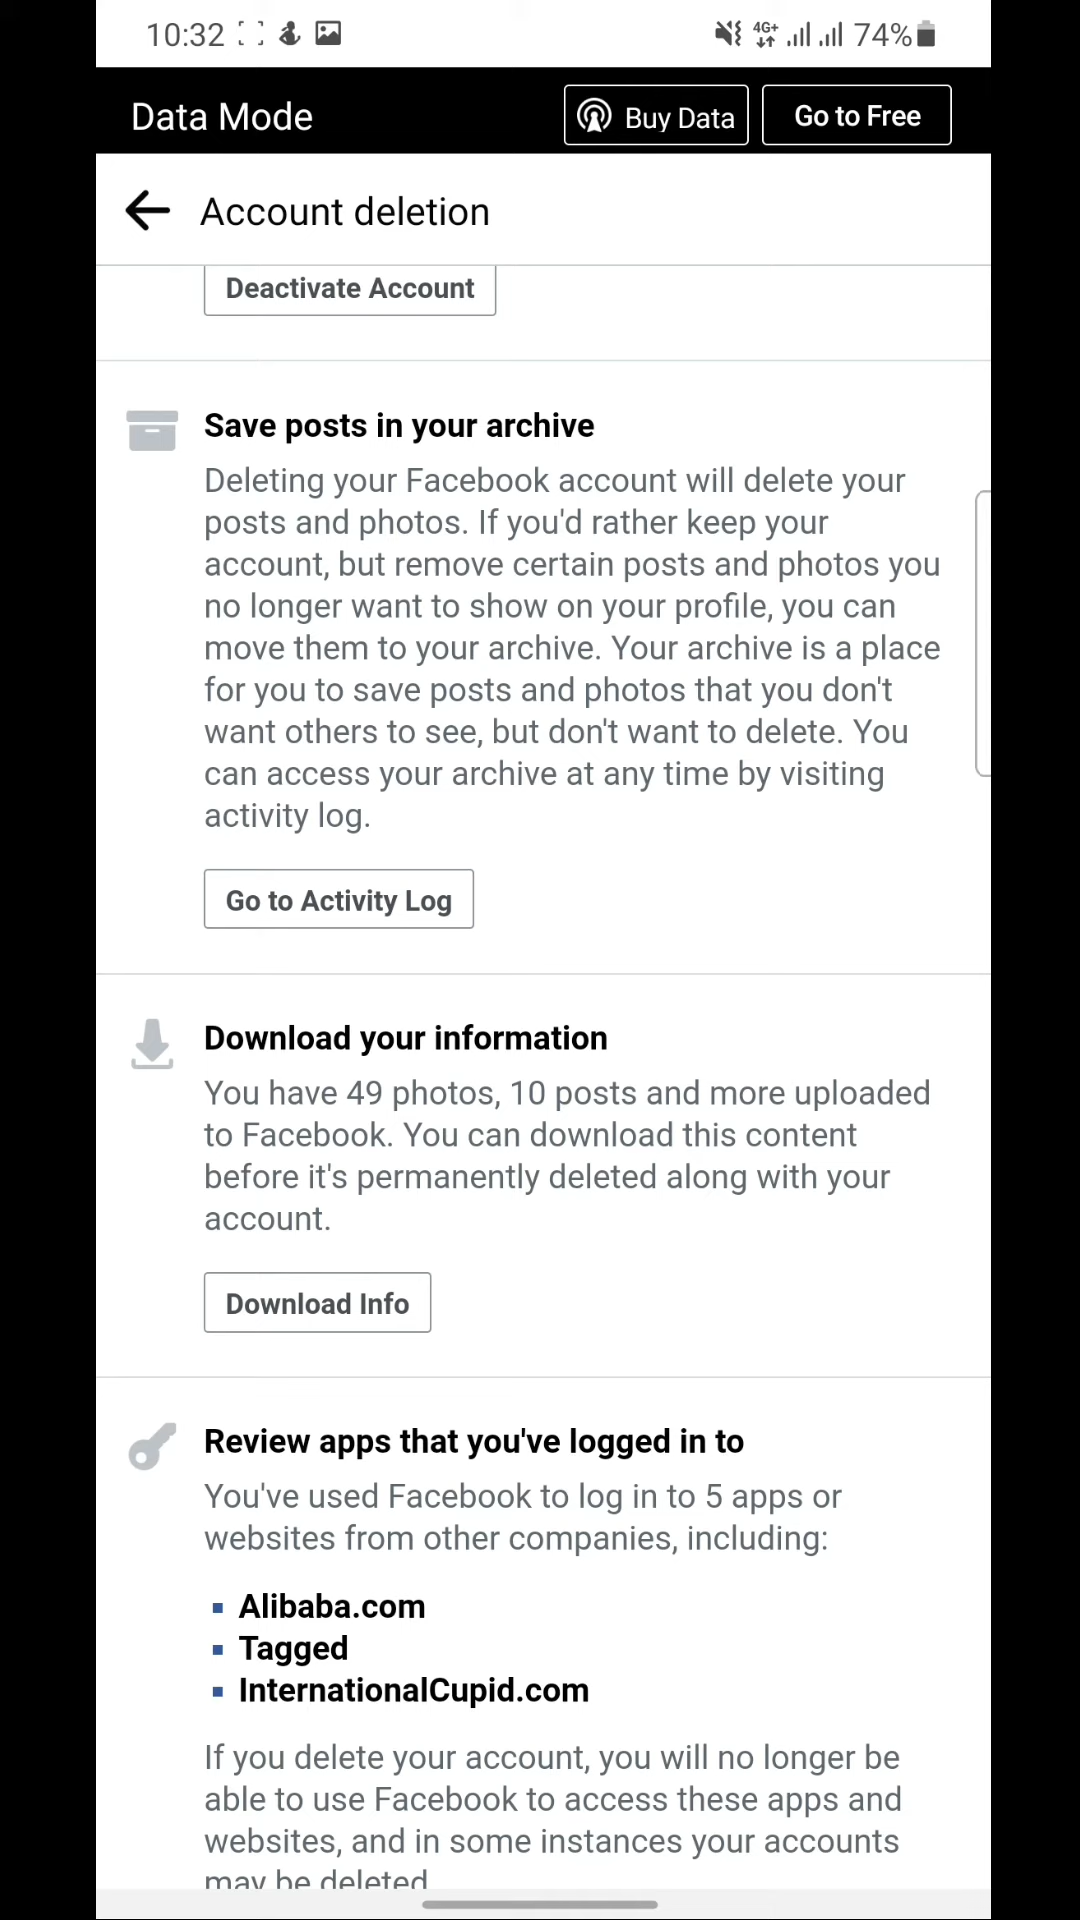 10:32 4G+ 74%
Data Mode Buy Data Go to Free
Account deletion
Deactivate Account
Save posts in your archive
Deleting your Facebook account will delete your
posts and photos. If you'd rather keep your
account, but remove certain posts and photos you
no longer want to show on your profile, you can
move them to your archive. Your archive is a place
for you to save posts and photos that you don't
want others to see, but don't want to delete. You
can access your archive at any time by visiting
activity log.
Go to Activity Log
Download your information
You have 49 photos, 10 posts and more uploaded
to Facebook. You can download this content
before it's permanently deleted along with your
account.
Download Info
Review apps that you've logged in to
You've used Facebook to log in to 5 apps or
websites from other companies, including:
Alibaba.com
Tagged
InternationalCupid.com
If you delete your account, you will no longer be
able to use Facebook to access these apps and
websites, and in some instances your accounts
may be deleted